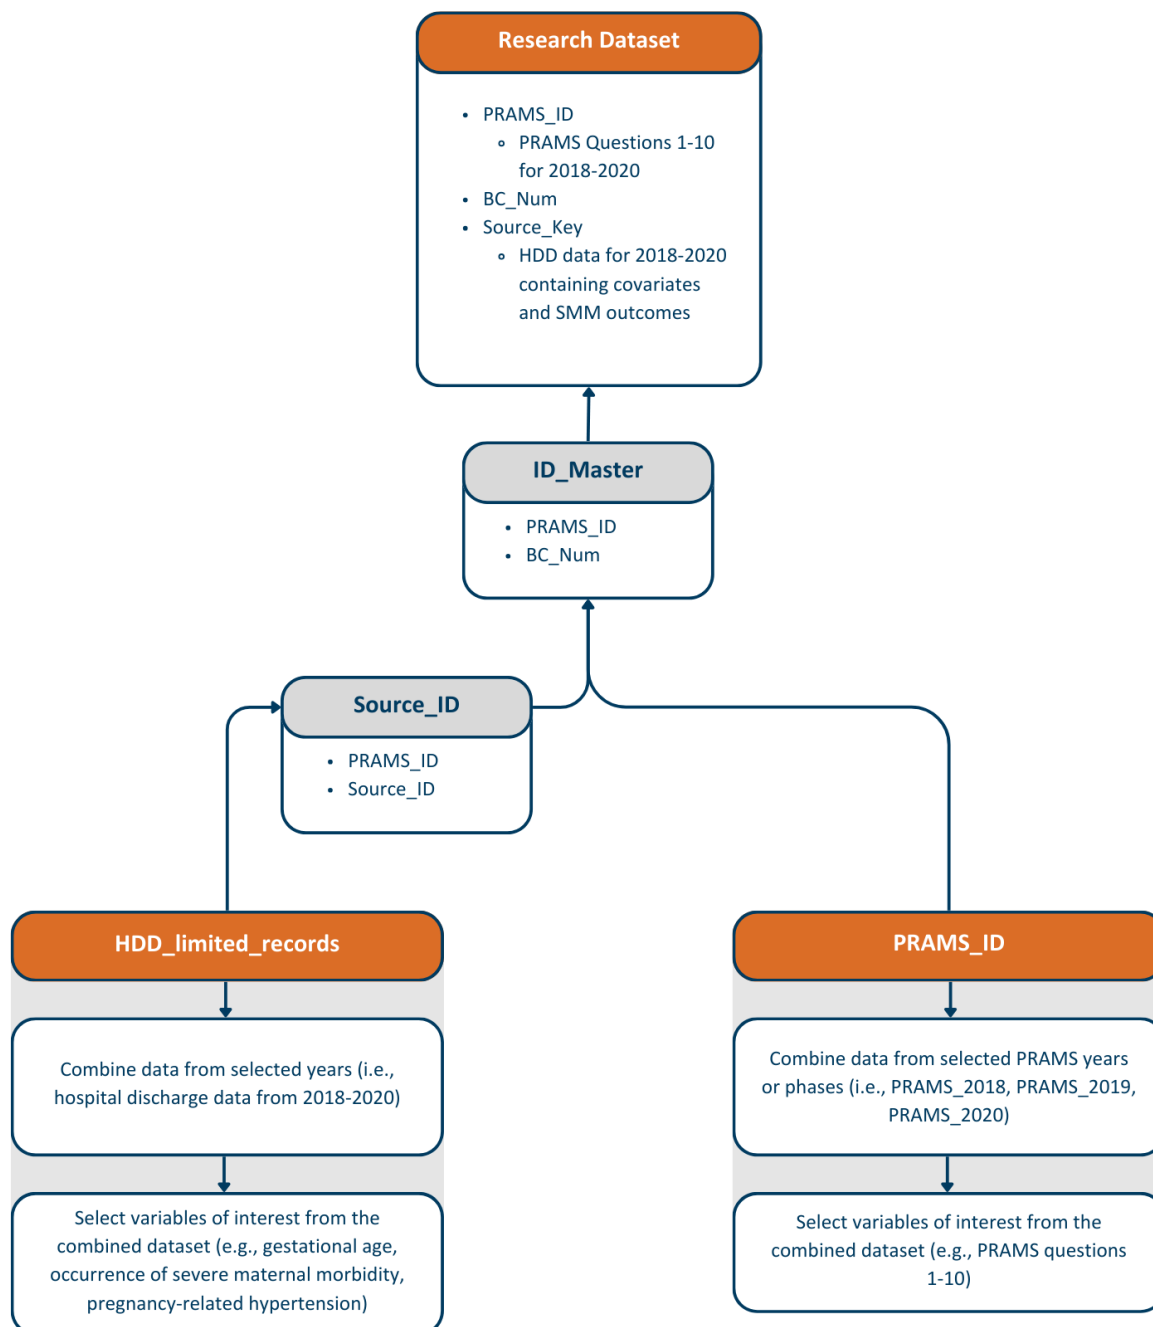 Research Dataset
• PRAMS_ID
∘ PRAMS Questions 1-10
for 2018-2020
• BC_Num
• Source_Key
∘ HDD data for 2018-2020
containing covariates
and SMM outcomes
ID_Master
• PRAMS_ID
• BC_Num
Source_ID
• PRAMS_ID
• Source_ID
HDD_limited_records
Combine data from selected years (i.e.,
hospital discharge data from 2018-2020)
Select variables of interest from the
combined dataset (e.g., gestational age,
occurrence of severe maternal morbidity,
pregnancy-related hypertension)
PRAMS_ID
Combine data from selected PRAMS years
or phases (i.e., PRAMS_2018, PRAMS_2019,
PRAMS_2020)
Select variables of interest from the
combined dataset (e.g., PRAMS questions
1-10)